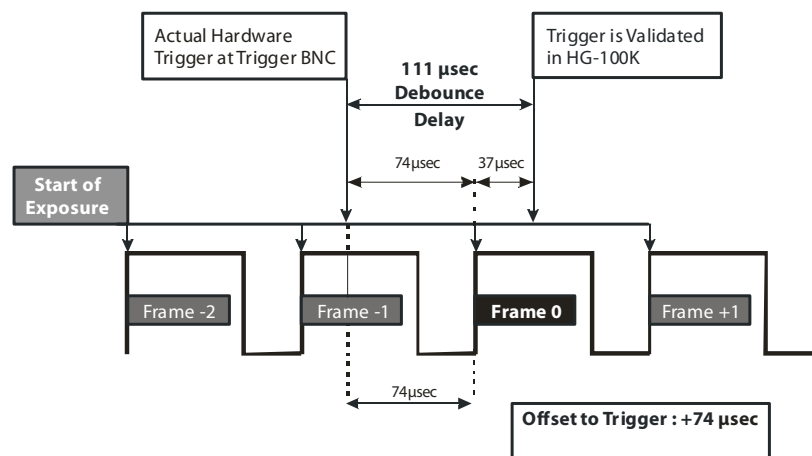 Actual Hardware
Trigger at Trigger BNC
Trigger is Validated
in HG-100K
111 µsec
Debounce
Delay
74µsec
37µsec
Start of
Exposure
Frame -2
Frame -1
Frame 0
Frame +1
74µsec
Offset to Trigger : +74 µsec